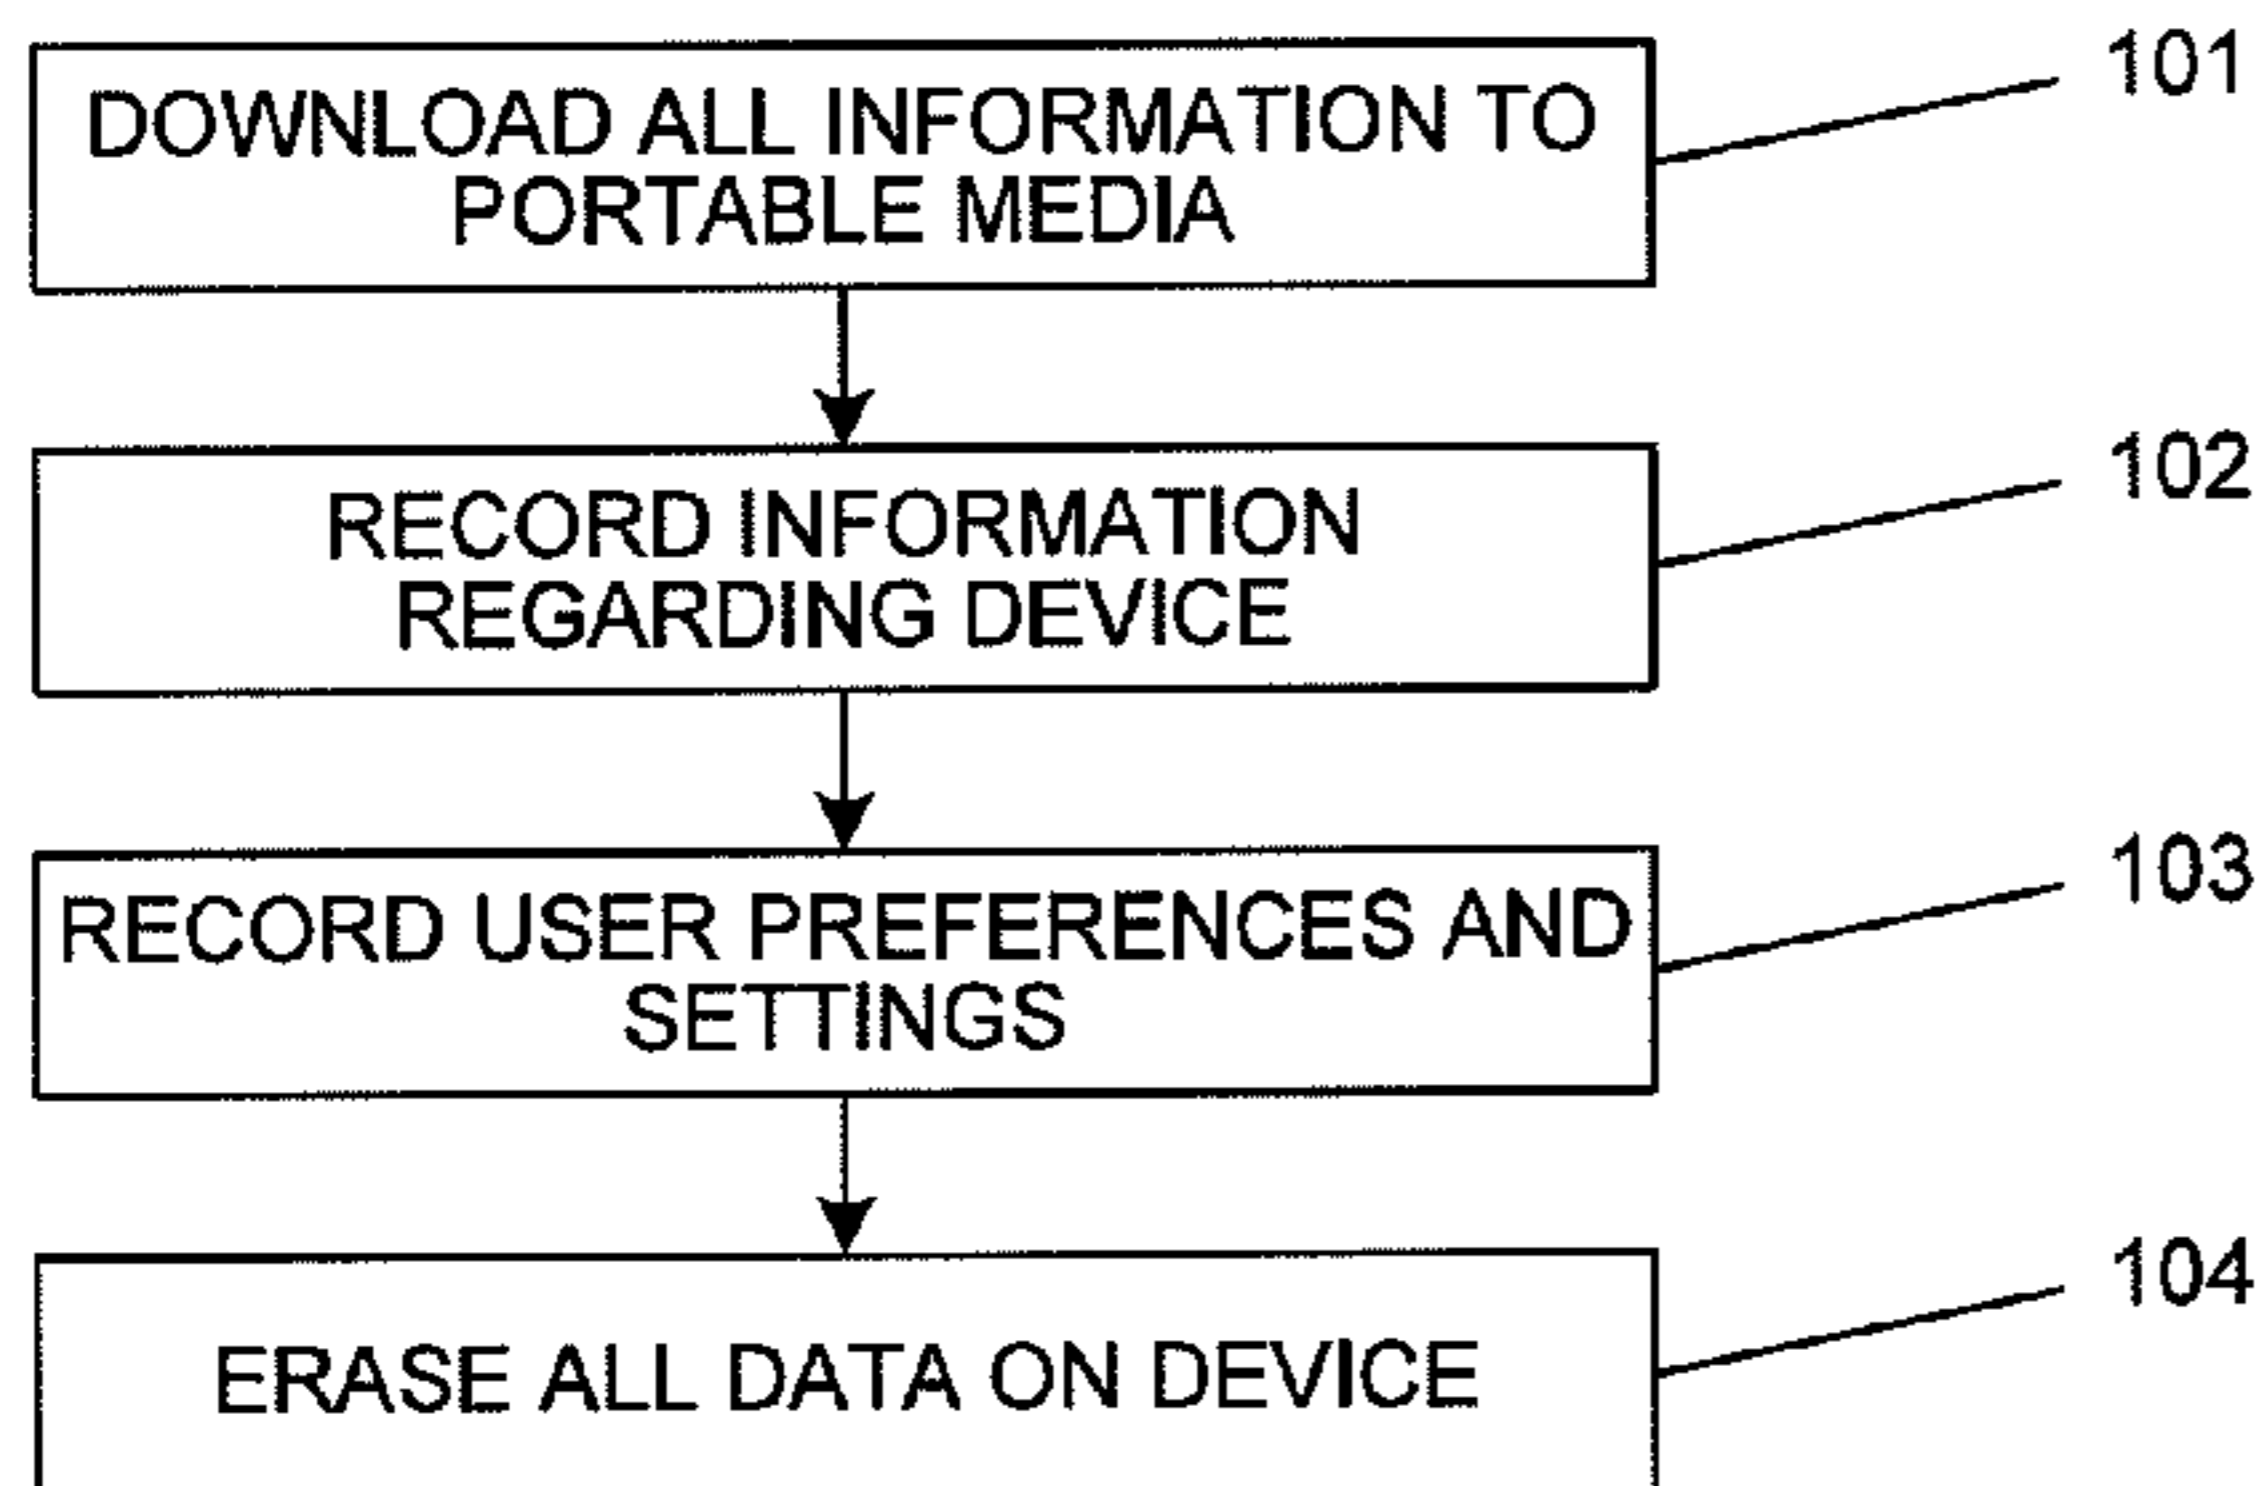 DOWNLOAD ALL INFORMATION TO
PORTABLE MEDIA
101
RECORD INFORMATION
REGARDING DEVICE
102
RECORD USER PREFERENCES AND
SETTINGS
103
ERASE ALL DATA ON DEVICE
104